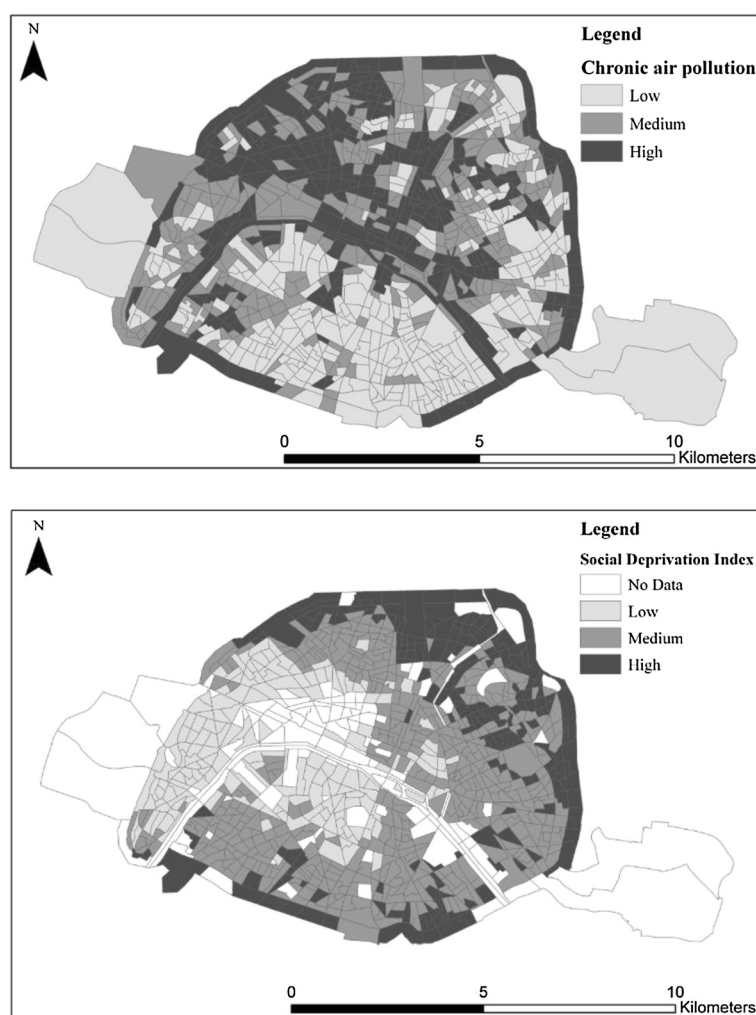 N
Legend
Chronic air pollution
Low
Medium
High
0 5 10
Kilometers
N
Legend
Social Deprivation Index
No Data
Low
Medium
High
0 5 10
Kilometers